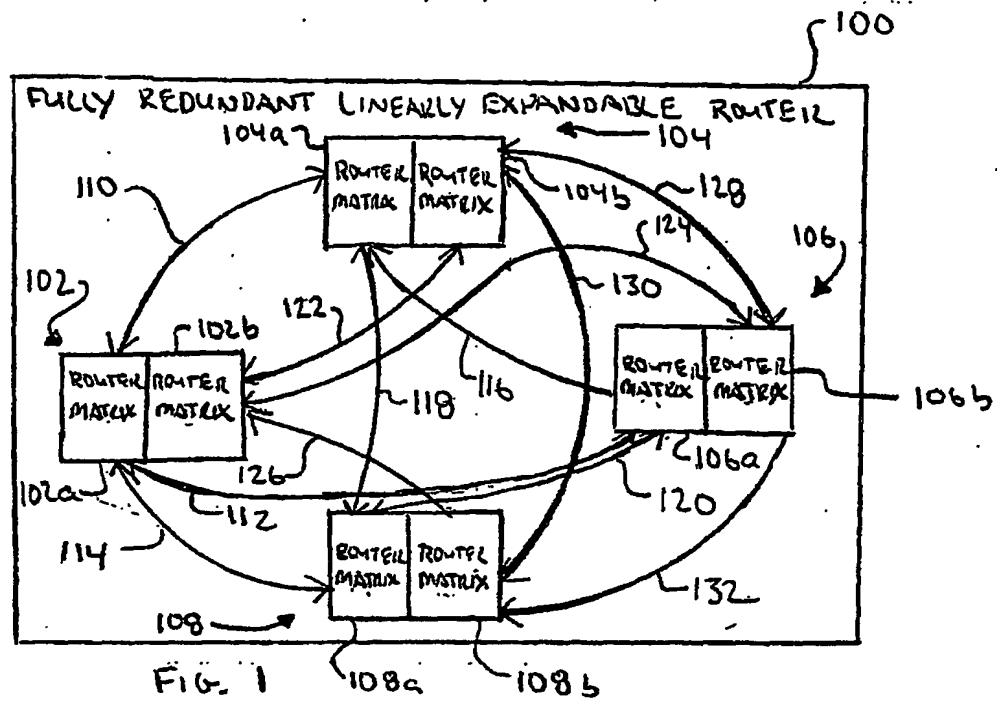 100
FULLY REDUNDANT LINEARLY EXPANDABLE ROUTER
104a
104
ROUTER MATRIX
ROUTER MATRIX
104b
110
128
124
106
102
130
122
102b
ROUTER MATRIX
ROUTER MATRIX
116
118
ROUTER MATRIX
ROUTER MATRIX
106b
126
106a
102a
112
120
114
ROUTER MATRIX
ROUTER MATRIX
132
108
FIG. 1
108a
108b